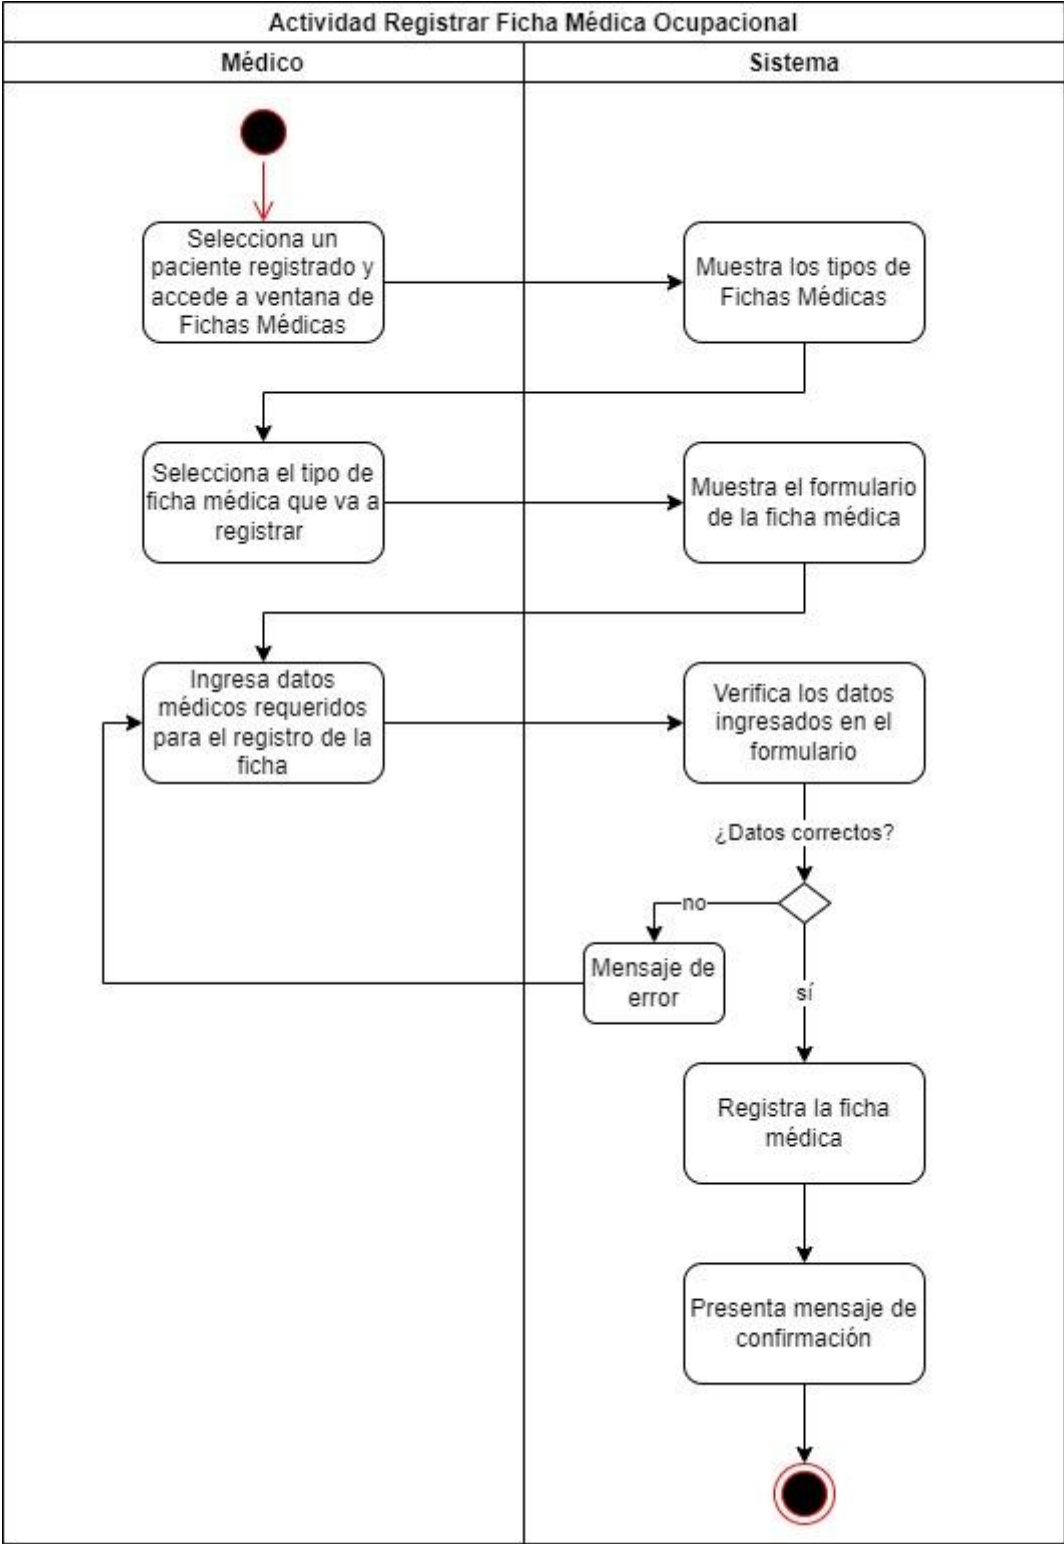 Actividad Registrar Ficha Médica Ocupacional
Médico
Sistema
Selecciona un
paciente registrado y
accede a ventana de
Fichas Médicas
Muestra los tipos de
Fichas Médicas
Selecciona el tipo de
ficha médica que va a
registrar
Muestra el formulario
de la ficha médica
Ingresa datos
médicos requeridos
para el registro de la
ficha
Verifica los datos
ingresados en el
formulario
¿Datos correctos?
no
Mensaje de
error
sí
Registra la ficha
médica
Presenta mensaje de
confirmación